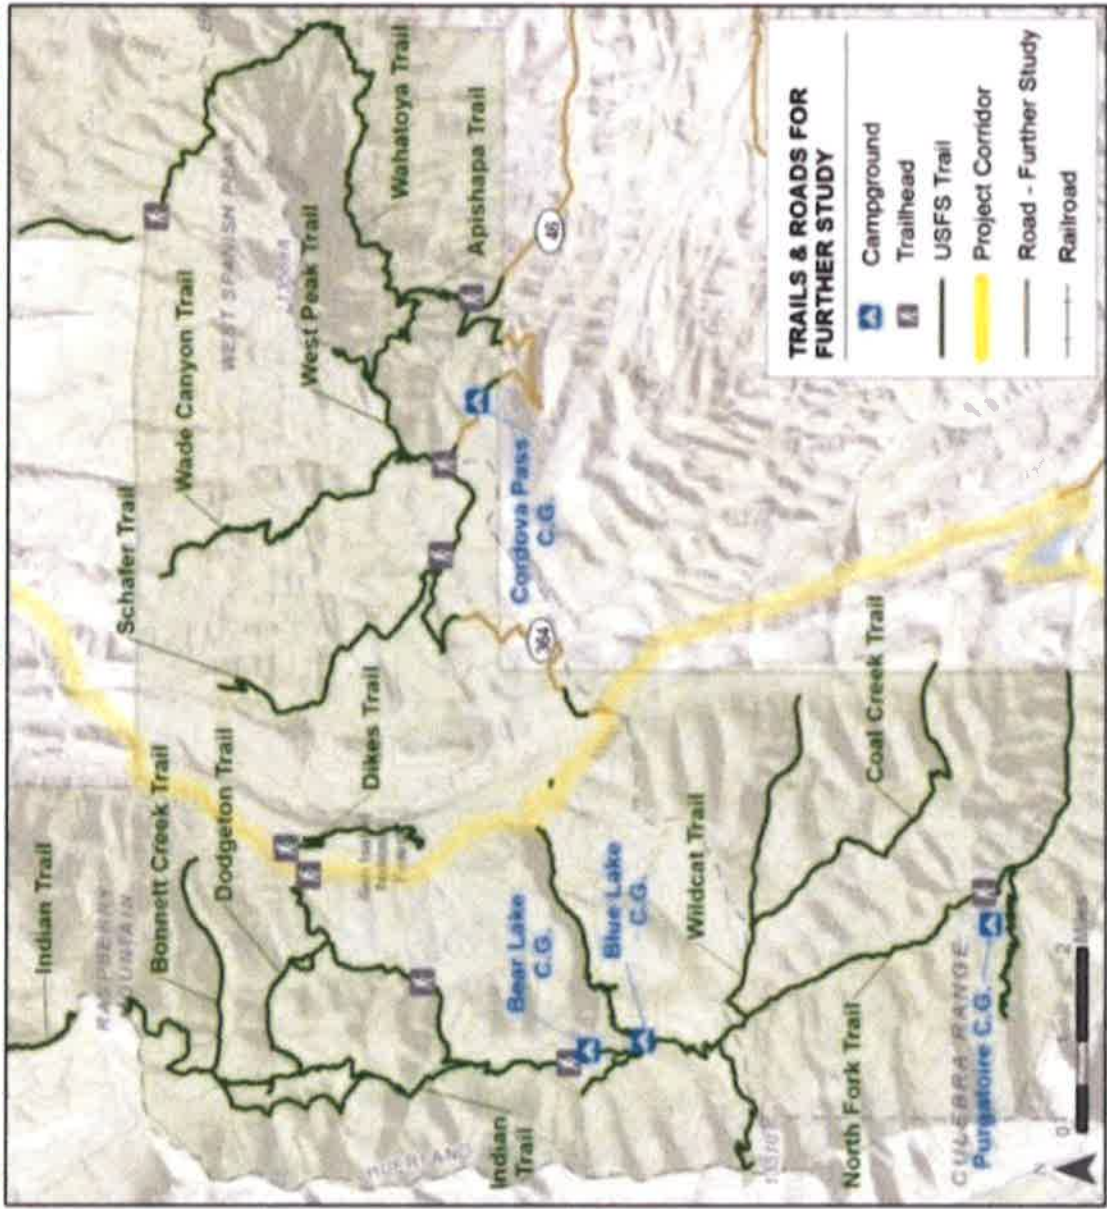 Indian Trail
Bonnett Creek Trail
Dodgeton Trail
Dikes Trail
Schafer Trail
Wade Canyon Trail
WEST SPANISH PEAK
West Peak Trail
Wahatoya Trail
Apishapa Trail
46
Cordova Pass
C.G.
364
Bear Lake
C.G.
Blue Lake
C.G.
Wildcat Trail
Coal Creek Trail
Indian
Trail
HUERFANO
North Fork Trail
CULEBRA RANGE
Purgatoire C.G.
N
0 1 2
Miles
TRAILS & ROADS FOR
FURTHER STUDY
Campground
Trailhead
USFS Trail
Project Corridor
Road - Further Study
Railroad